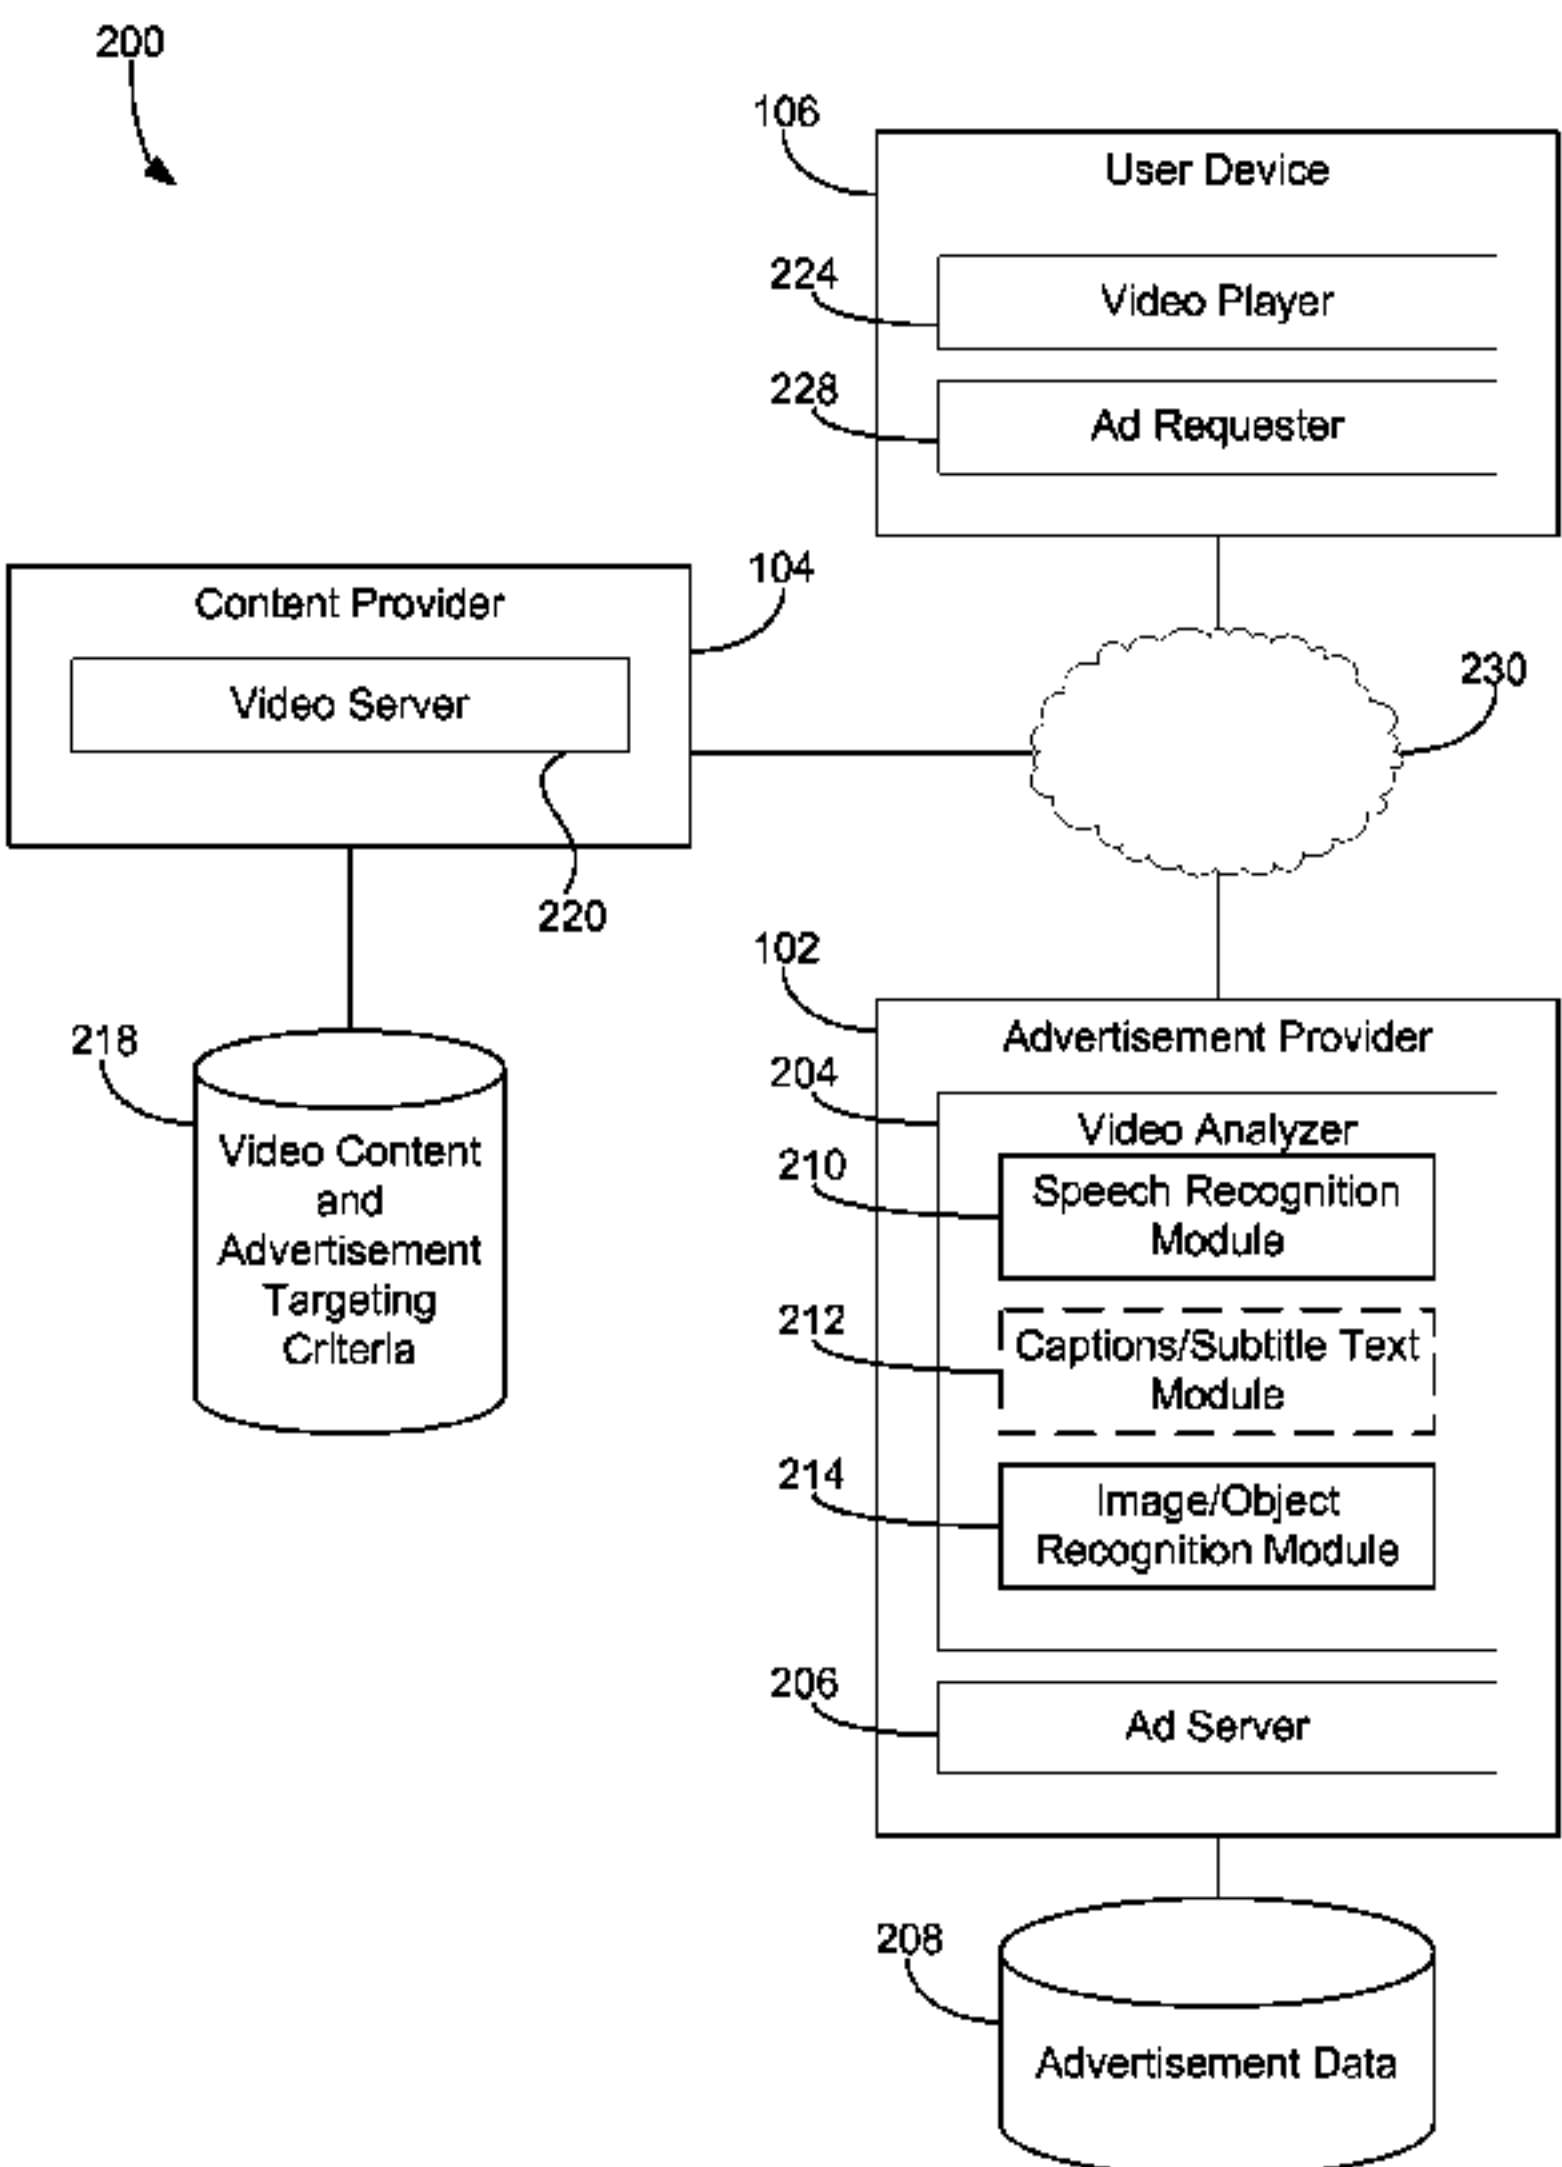 200
106
User Device
224
Video Player
228
Ad Requester
104
Content Provider
230
Video Server
220
102
218
Advertisement Provider
204
Video Analyzer
Video Content
and
Advertisement
Targeting
Criteria
210
Speech Recognition
Module
212
Captions/Subtitle Text
Module
214
Image/Object
Recognition Module
206
Ad Server
208
Advertisement Data